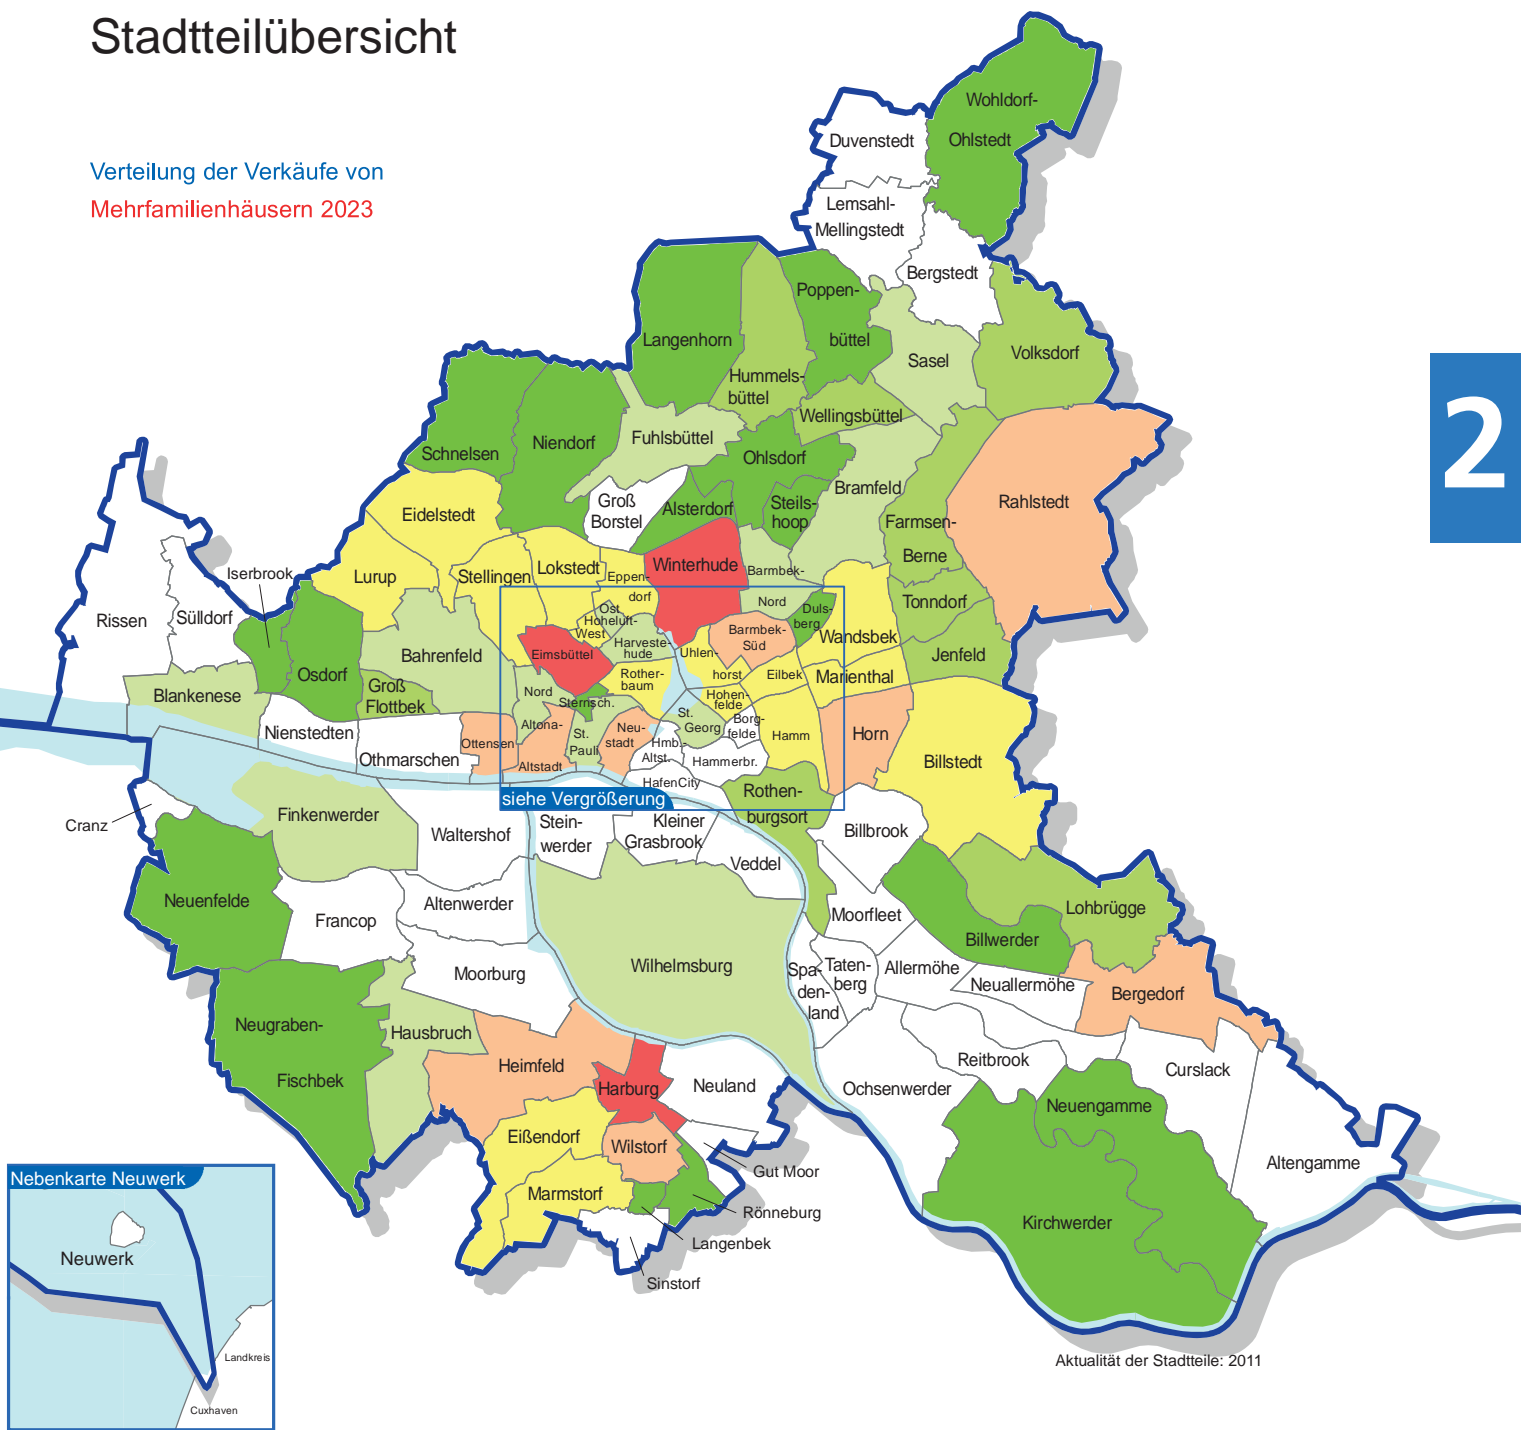 Stadtteilübersicht
Verteilung der Verkäufe von
Mehrfamilienhäusern 2023
2
Wohldorf-
Ohlstedt
Duvenstedt
Lemsahl-
Mellingstedt
Bergstedt
Poppen-
büttel
Langenhorn
Hummels-
büttel
Sasel
Volksdorf
Wellingsbüttel
Schnelsen
Niendorf
Fuhlsbüttel
Ohlsdorf
Bramfeld
Rahlstedt
Groß
Borstel
Alsterdorf
Steils-
hoop
Farmsen-
Berne
Eidelstedt
Lurup
Stellingen
Lokstedt
Eppen-
dorf
Winterhude
Barmbek-
Nord
Duls-
berg
Tonndorf
Iserbrook
Rissen
Sülldorf
Ost
Hoheluft-
West
Harveste-
hude
Barmbek-
Süd
Wandsbek
Jenfeld
Osdorf
Bahrenfeld
Eimsbüttel
Uhlen-
horst
Eilbek
Marienthal
Blankenese
Groß
Flottbek
Nord
Altona-
Altstadt
Sternsch.
Rother-
baum
Hohen-
felde
Nienstedten
Othmarschen
Ottensen
St.
Pauli
Neu-
stadt
St.
Georg
Borg-
felde
Hamm
Horn
Billstedt
Hmb.-
Altst.
Hammerbr.
HafenCity
siehe Vergrößerung
Rothen-
burgsort
Cranz
Finkenwerder
Waltershof
Stein-
werder
Kleiner
Grasbrook
Veddel
Billbrook
Neuenfelde
Francop
Altenwerder
Moorfleet
Lohbrügge
Billwerder
Moorburg
Wilhelmsburg
Spa-
den-
land
Taten-
berg
Allermöhe
Neuallermöhe
Bergedorf
Neugraben-
Fischbek
Hausbruch
Heimfeld
Harburg
Neuland
Ochsenwerder
Reitbrook
Curslack
Neuengamme
Eißendorf
Wilstorf
Gut Moor
Altengamme
Marmstorf
Rönneburg
Langenbek
Sinstorf
Kirchwerder
Nebenkarte Neuwerk
Neuwerk
Landkreis
Cuxhaven
Aktualität der Stadtteile: 2011